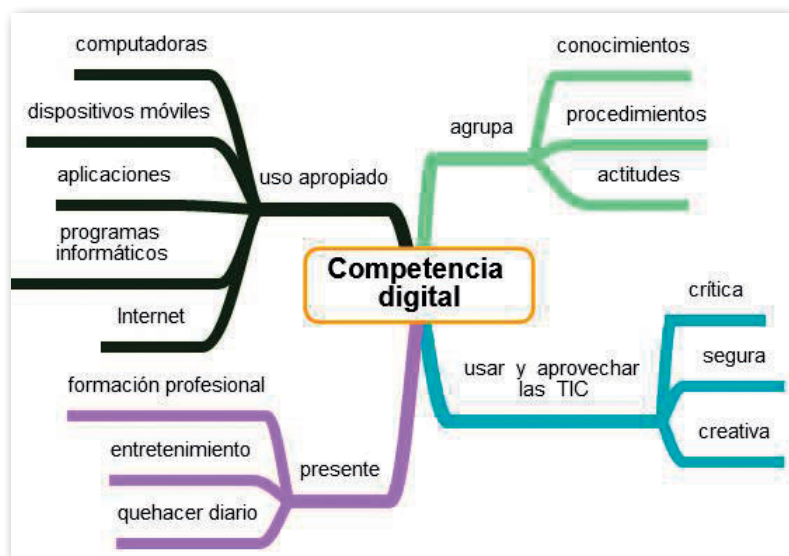 computadoras
dispositivos móviles
aplicaciones
programas
informáticos
Internet
uso apropiado
conocimientos
procedimientos
actitudes
agrupa
Competencia
digital
crítica
segura
creativa
usar y aprovechar
las TIC
formación profesional
entretenimiento
quehacer diario
presente